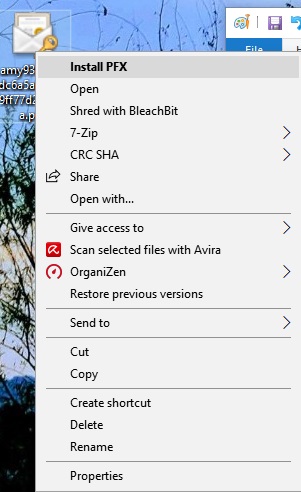 amy93
dc6a5a
9ff77d2
a.p
File
Install PFX
Open
Shred with BleachBit
7-Zip
CRC SHA
Share
Open with...
Give access to
Scan selected files with Avira
OrganiZen
Restore previous versions
Send to
Cut
Copy
Create shortcut
Delete
Rename
Properties